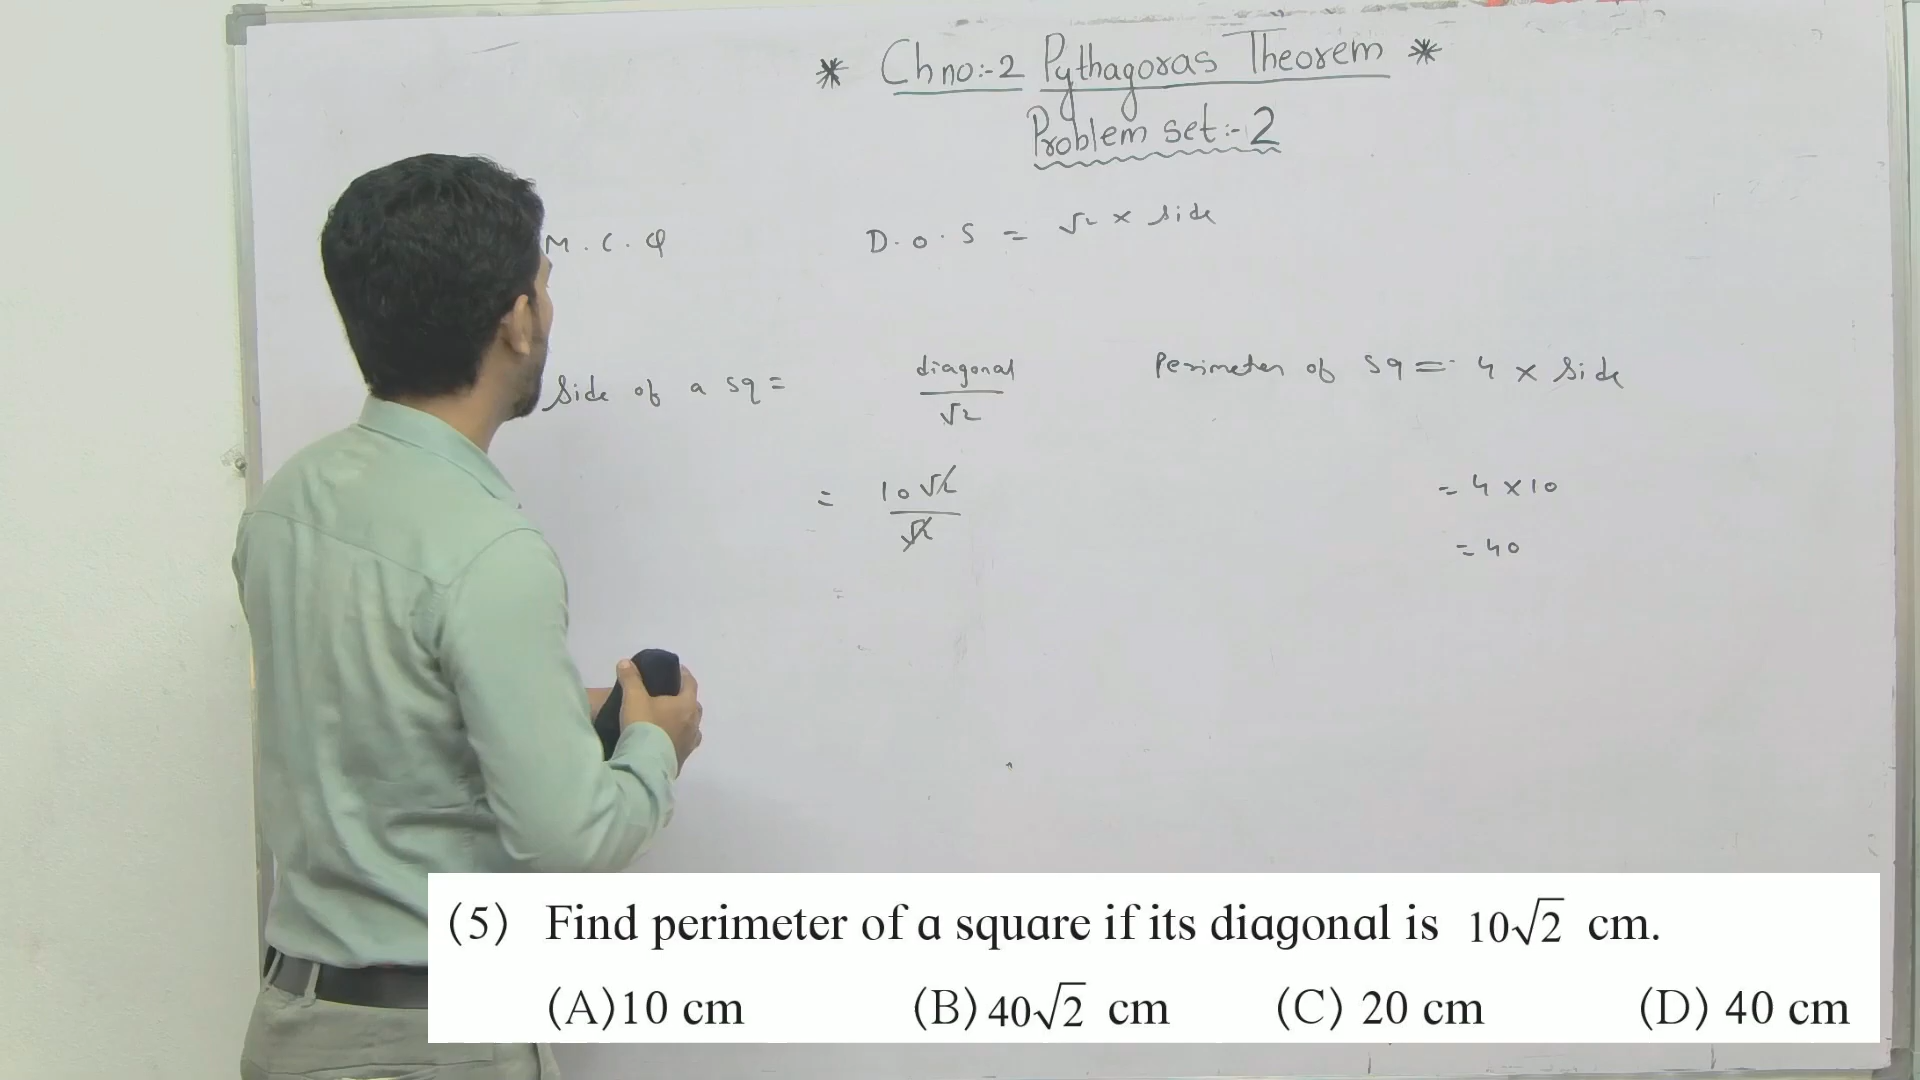 * Ch no:-2 Pythagoras Theorem *
Problem set:-2
M.C.Q
D.O.S = √2 × side
Side of a sq = diagonal / √2
= 10√2 / √2
Perimeter of sq = 4 × side
= 4 × 10
= 40
(5) Find perimeter of a square if its diagonal is 10√2 cm.
(A)10 cm (B) 40√2 cm (C) 20 cm (D) 40 cm